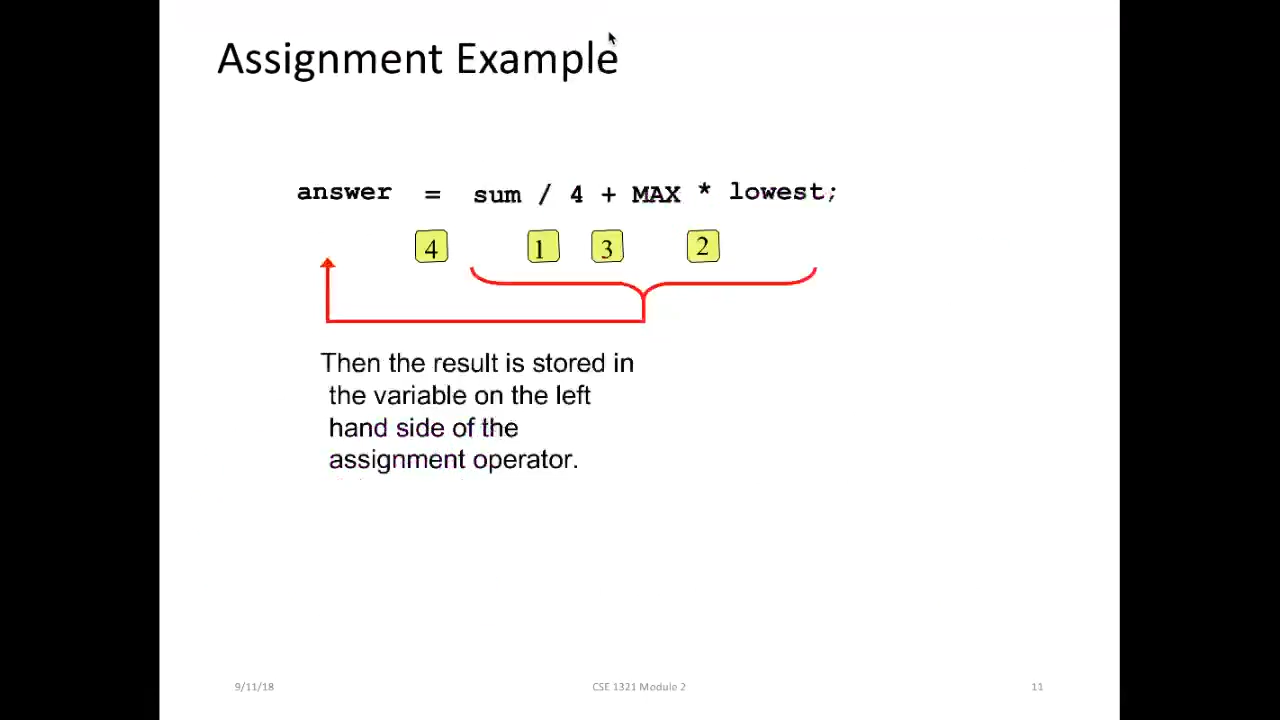 Assignment Example
answer = sum / 4 + MAX * lowest;
4 1 3 2
Then the result is stored in
the variable on the left
hand side of the
assignment operator.
9/11/18 CSE 1321 Module 2 11